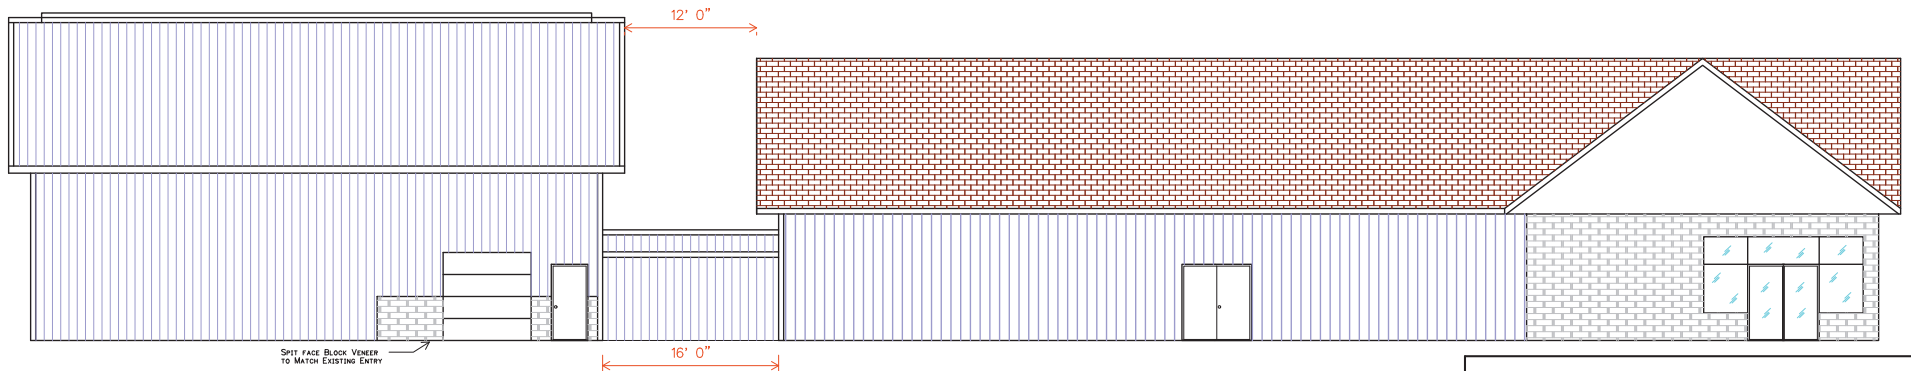 12' 0"
16' 0"
Spit face Block Veneer
to Match Existing Entry